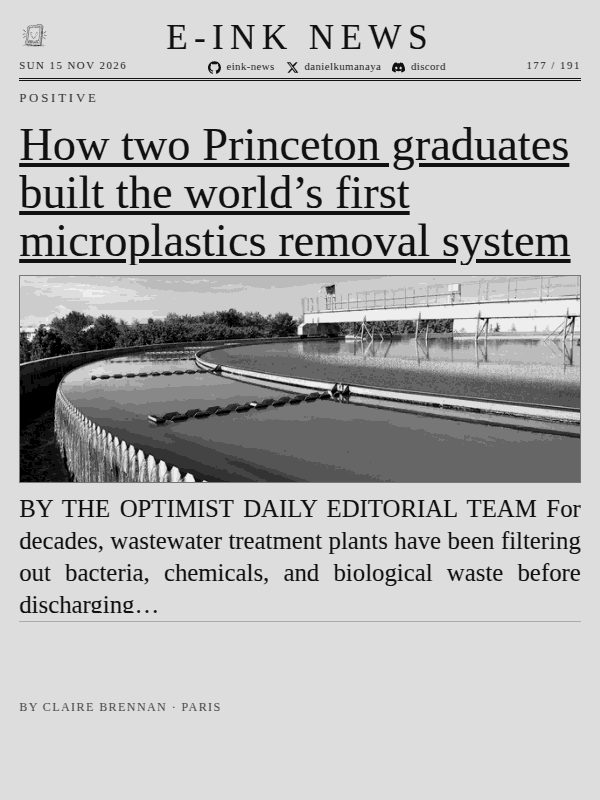 E-INK NEWS
SUN 15 NOV 2026
eink-news
danielkumanaya
discord
177 / 191
POSITIVE
How two Princeton graduates
built the world’s first
microplastics removal system
BY THE OPTIMIST DAILY EDITORIAL TEAM For
decades, wastewater treatment plants have been filtering
out bacteria, chemicals, and biological waste before
discharging…
BY CLAIRE BRENNAN · PARIS